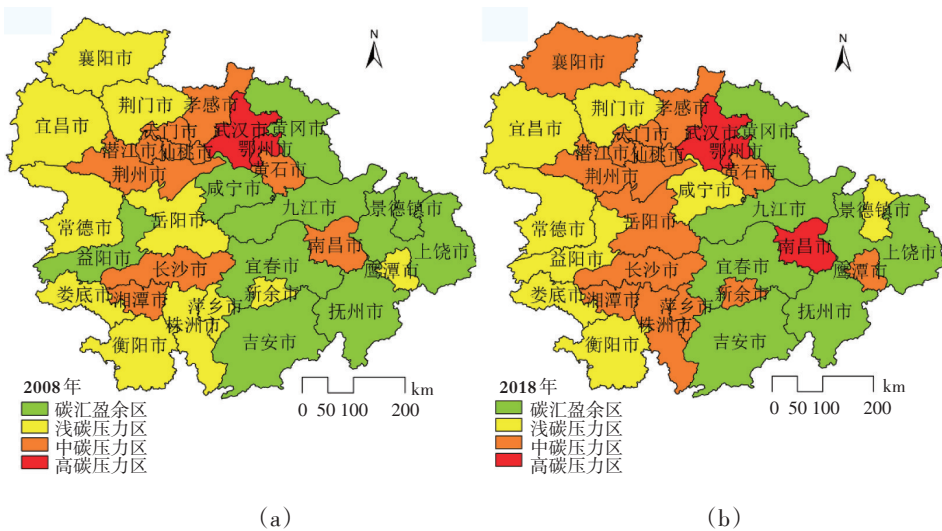 N
襄阳市
荆门市
孝感市
宜昌市
天门市
武汉市
黄冈市
潜江市
仙桃市
鄂州市
荆州市
黄石市
咸宁市
岳阳市
九江市
景德镇市
常德市
南昌市
上饶市
益阳市
长沙市
宜春市
鹰潭市
娄底市
湘潭市
萍乡市
新余市
株洲市
抚州市
衡阳市
吉安市
2008年
碳汇盈余区
浅碳压力区
中碳压力区
高碳压力区
km
0 50 100 200
(a)
N
襄阳市
荆门市
孝感市
宜昌市
天门市
武汉市
黄冈市
潜江市
仙桃市
鄂州市
荆州市
黄石市
咸宁市
岳阳市
九江市
景德镇市
常德市
南昌市
上饶市
益阳市
长沙市
宜春市
鹰潭市
娄底市
湘潭市
萍乡市
新余市
株洲市
抚州市
衡阳市
吉安市
2018年
碳汇盈余区
浅碳压力区
中碳压力区
高碳压力区
km
0 50 100 200
(b)